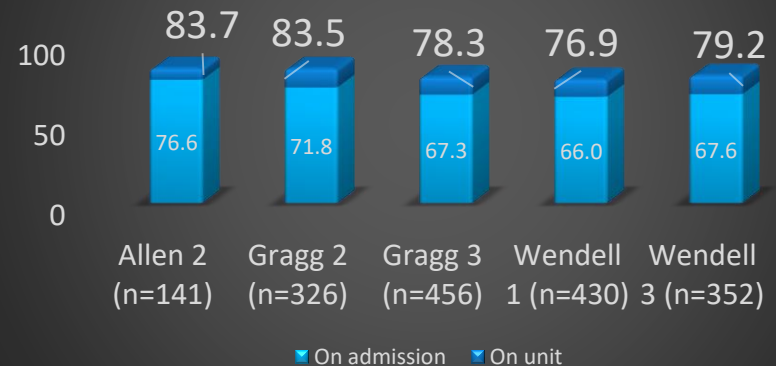 83.7 83.5 78.3 76.9 79.2
100
50
0
76.6 71.8 67.3 66.0 67.6
Allen 2 Gragg 2 Gragg 3 Wendell Wendell
(n=141) (n=326) (n=456) 1 (n=430) 3 (n=352)
On admission On unit